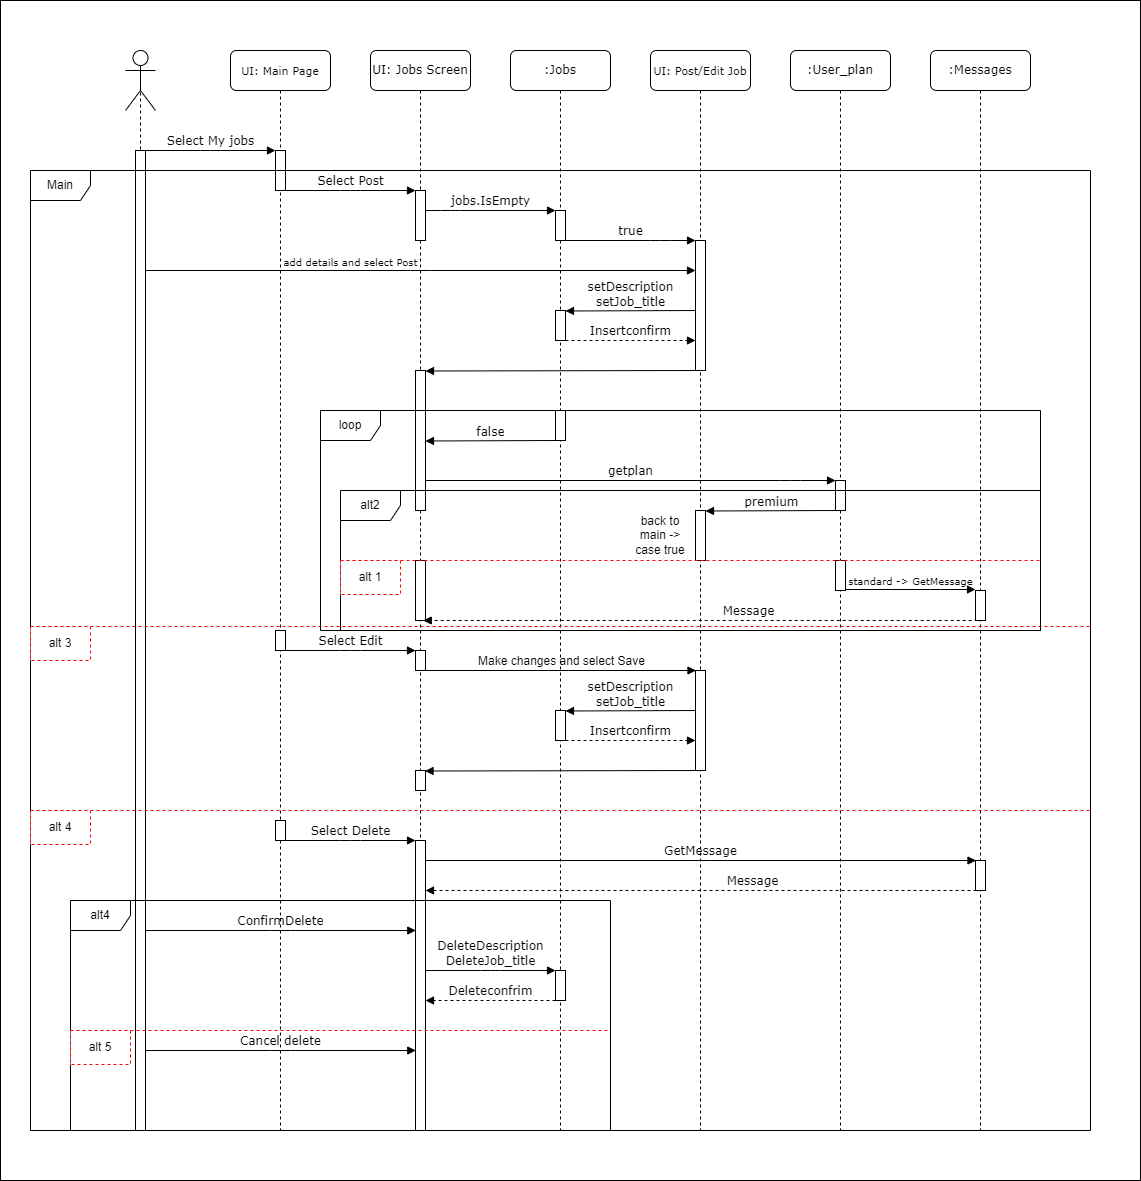 UI: Main Page
UI: Jobs Screen
:Jobs
UI: Post/Edit Job
:User_plan
:Messages
Select My jobs
Main
Select Post
jobs.IsEmpty
true
add details and select Post
setDescription
setJob_title
Insertconfirm
loop
false
getplan
alt2
premium
back to
main ->
case true
alt 1
standard -> GetMessage
Message
alt 3
Select Edit
Make changes and select Save
setDescription
setJob_title
Insertconfirm
alt 4
Select Delete
GetMessage
Message
alt4
ConfirmDelete
DeleteDescription
DeleteJob_title
Deleteconfrim
alt 5
Cancel delete